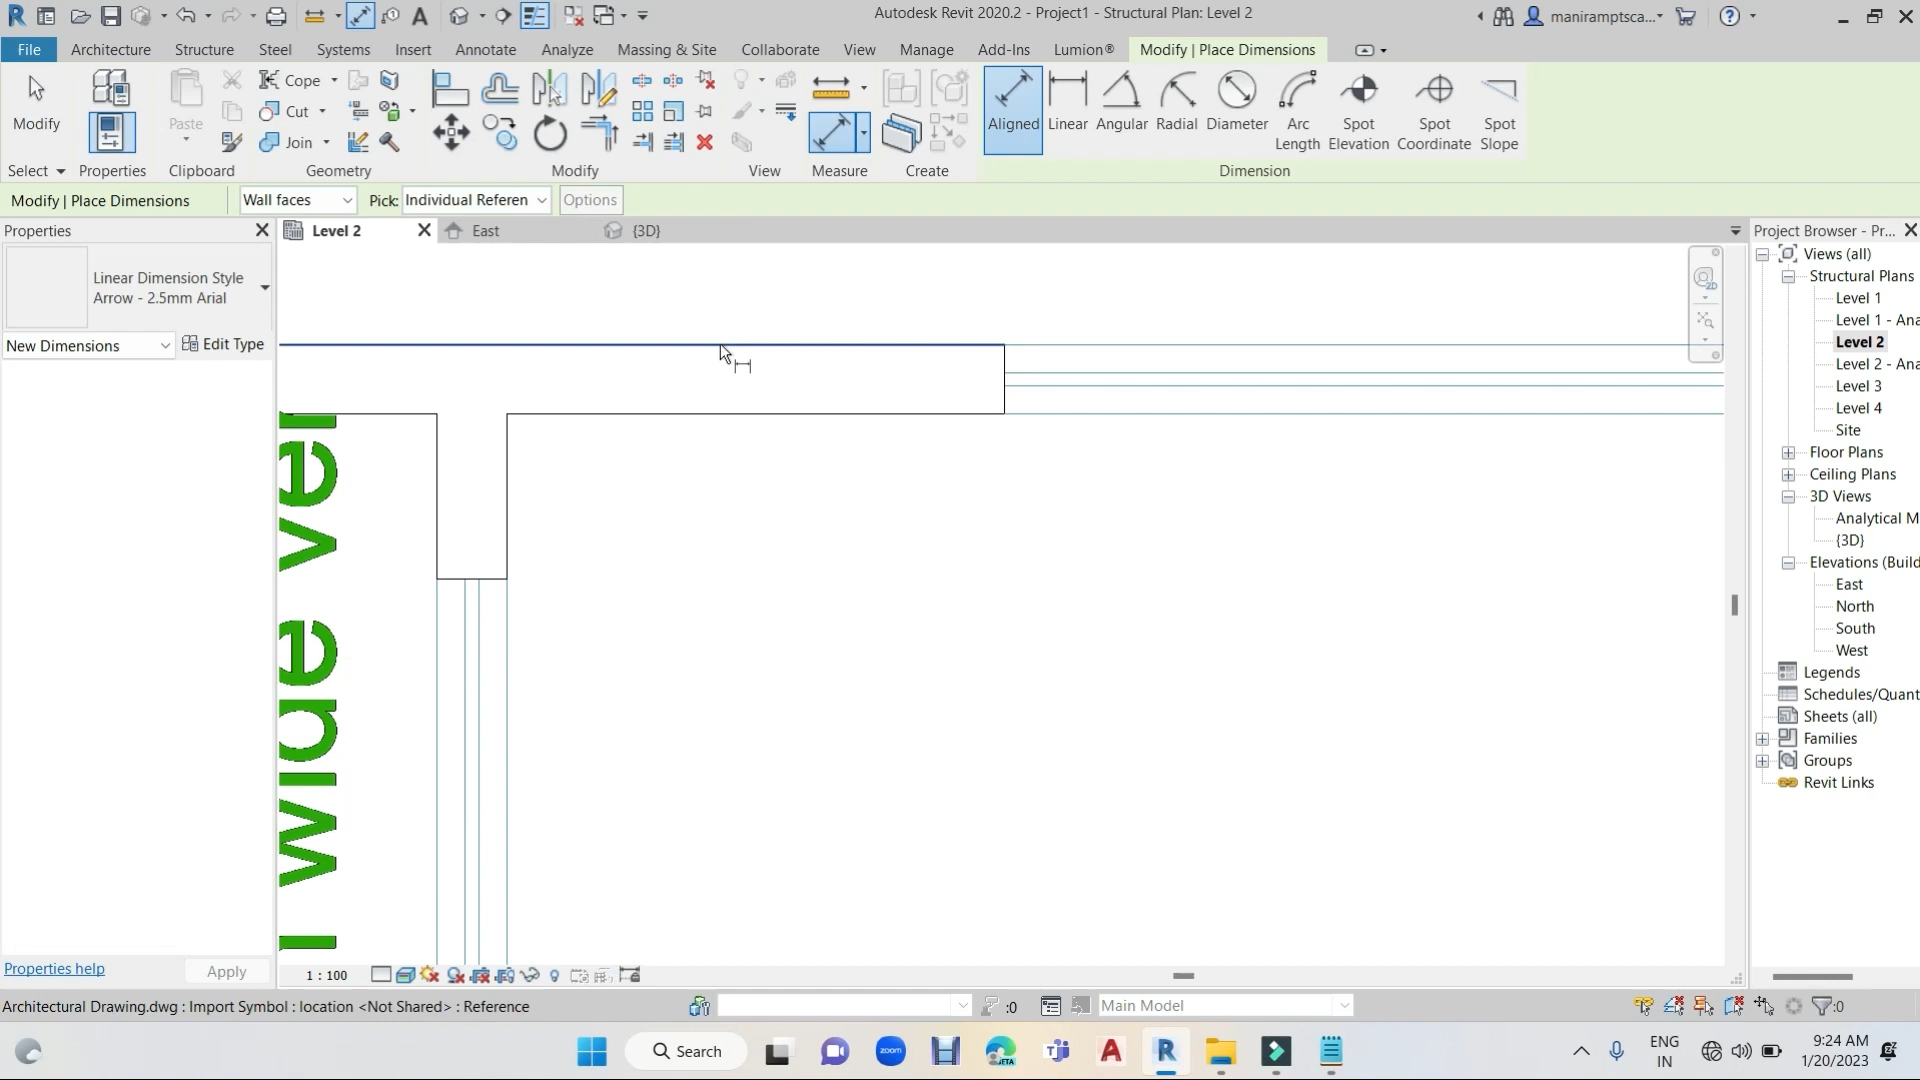 Autodesk Revit 2020.2 - Project1 - Structural Plan: Level 2
maniramptsca...
File Architecture Structure Steel Systems Insert Annotate Analyze Massing & Site Collaborate View Manage Add-Ins Lumion® Modify | Place Dimensions
Modify Paste Cope Cut Join Aligned Linear Angular Radial Diameter Arc Length Spot Elevation Spot Coordinate Spot Slope
Select Properties Clipboard Geometry Modify View Measure Create Dimension
Modify | Place Dimensions Wall faces Pick: Individual Referen Options
Properties Level 2 East {3D} Project Browser - Pr...
Linear Dimension Style
Arrow - 2.5mm Arial
New Dimensions Edit Type
Views (all)
Structural Plans
Level 1
Level 1 - Ana
Level 2
Level 2 - Ana
Level 3
Level 4
Site
Floor Plans
Ceiling Plans
3D Views
Analytical M
{3D}
Elevations (Build
East
North
South
West
Legends
Schedules/Quant
Sheets (all)
Families
Groups
Revit Links
wide ver
Properties help Apply 1 : 100
Architectural Drawing.dwg : Import Symbol : location <Not Shared> : Reference :0 Main Model :0
Search zoom ENG IN 9:24 AM 1/20/2023